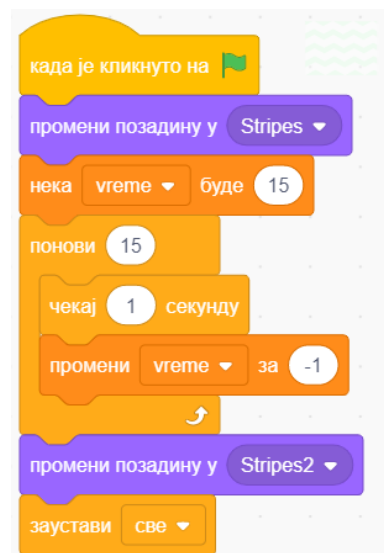 када је кликнуто на
промени позадину у Stripes
нека vreme буде 15
понови 15
чекај 1 секунду
промени vreme за -1
промени позадину у Stripes2
заустави све